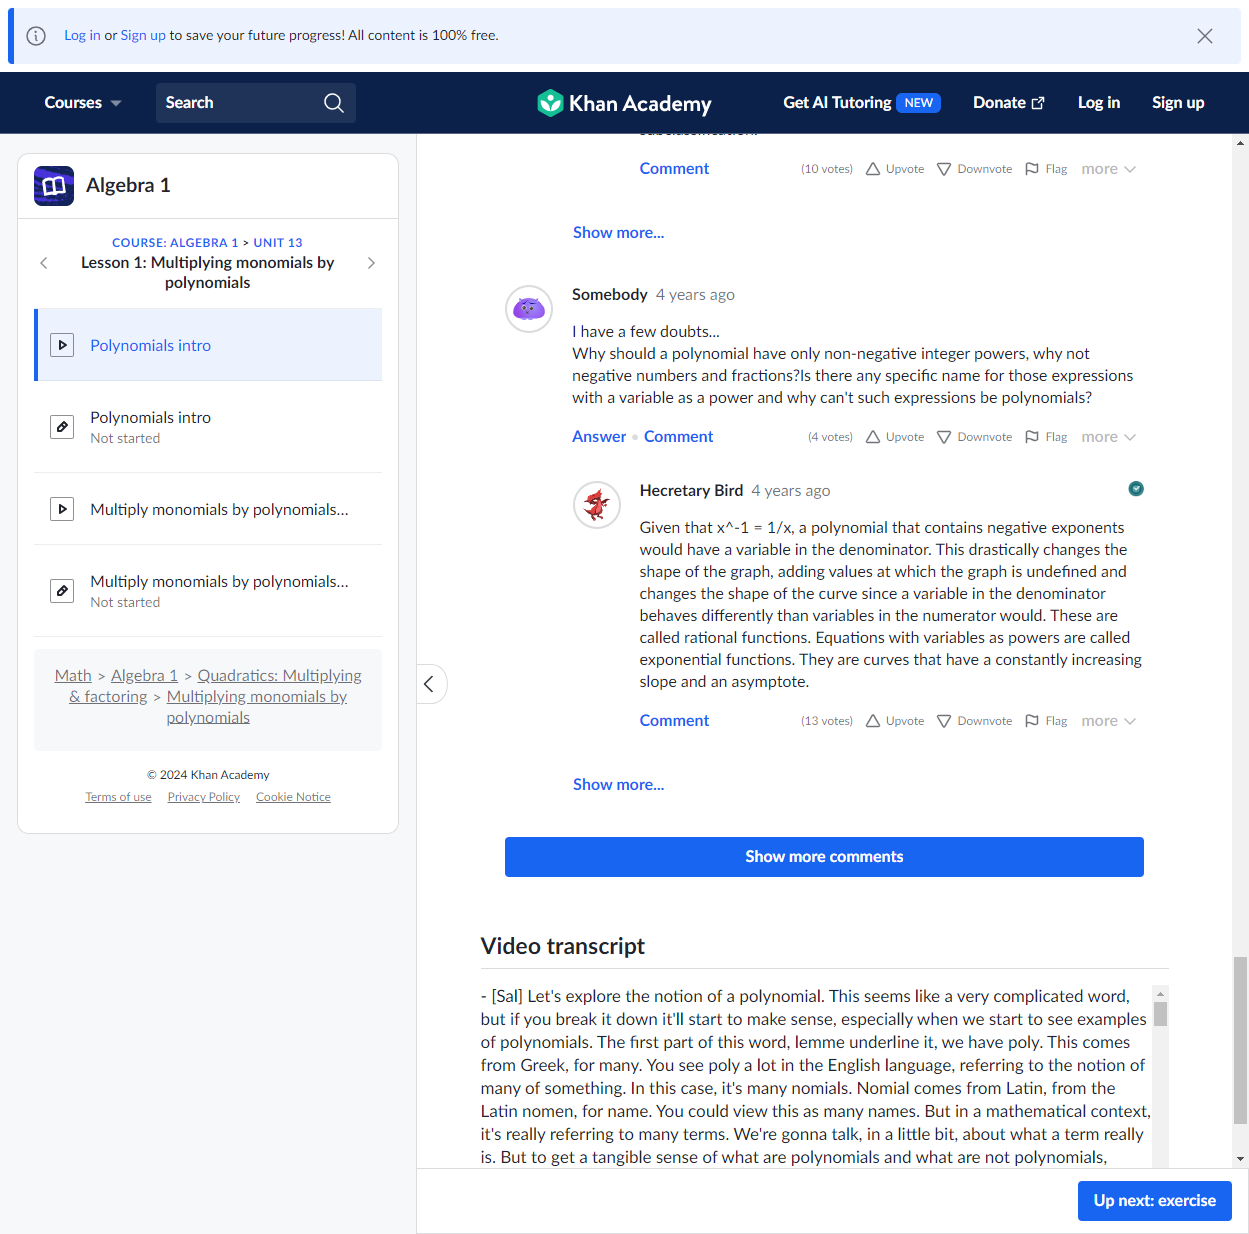 Log in or Sign up to save your future progress! All content is 100% free.
Courses
Search
Khan Academy
Get AI Tutoring NEW
Donate
Log in
Sign up
Algebra 1
COURSE: ALGEBRA 1 > UNIT 13
Lesson 1: Multiplying monomials by
polynomials
Polynomials intro
Polynomials intro
Not started
Multiply monomials by polynomials...
Multiply monomials by polynomials...
Not started
Math > Algebra 1 > Quadratics: Multiplying
& factoring > Multiplying monomials by
polynomials
© 2024 Khan Academy
Terms of use Privacy Policy Cookie Notice
Comment (10 votes) Upvote Downvote Flag more
Show more...
Somebody 4 years ago
I have a few doubts...
Why should a polynomial have only non-negative integer powers, why not
negative numbers and fractions?Is there any specific name for those expressions
with a variable as a power and why can't such expressions be polynomials?
Answer • Comment (4 votes) Upvote Downvote Flag more
Hecretary Bird 4 years ago
Given that x^-1 = 1/x, a polynomial that contains negative exponents
would have a variable in the denominator. This drastically changes the
shape of the graph, adding values at which the graph is undefined and
changes the shape of the curve since a variable in the denominator
behaves differently than variables in the numerator would. These are
called rational functions. Equations with variables as powers are called
exponential functions. They are curves that have a constantly increasing
slope and an asymptote.
Comment (13 votes) Upvote Downvote Flag more
Show more...
Show more comments
Video transcript
- [Sal] Let's explore the notion of a polynomial. This seems like a very complicated word,
but if you break it down it'll start to make sense, especially when we start to see examples
of polynomials. The first part of this word, lemme underline it, we have poly. This comes
from Greek, for many. You see poly a lot in the English language, referring to the notion of
many of something. In this case, it's many nomials. Nomial comes from Latin, from the
Latin nomen, for name. You could view this as many names. But in a mathematical context,
it's really referring to many terms. We're gonna talk, in a little bit, about what a term really
is. But to get a tangible sense of what are polynomials and what are not polynomials,
Up next: exercise